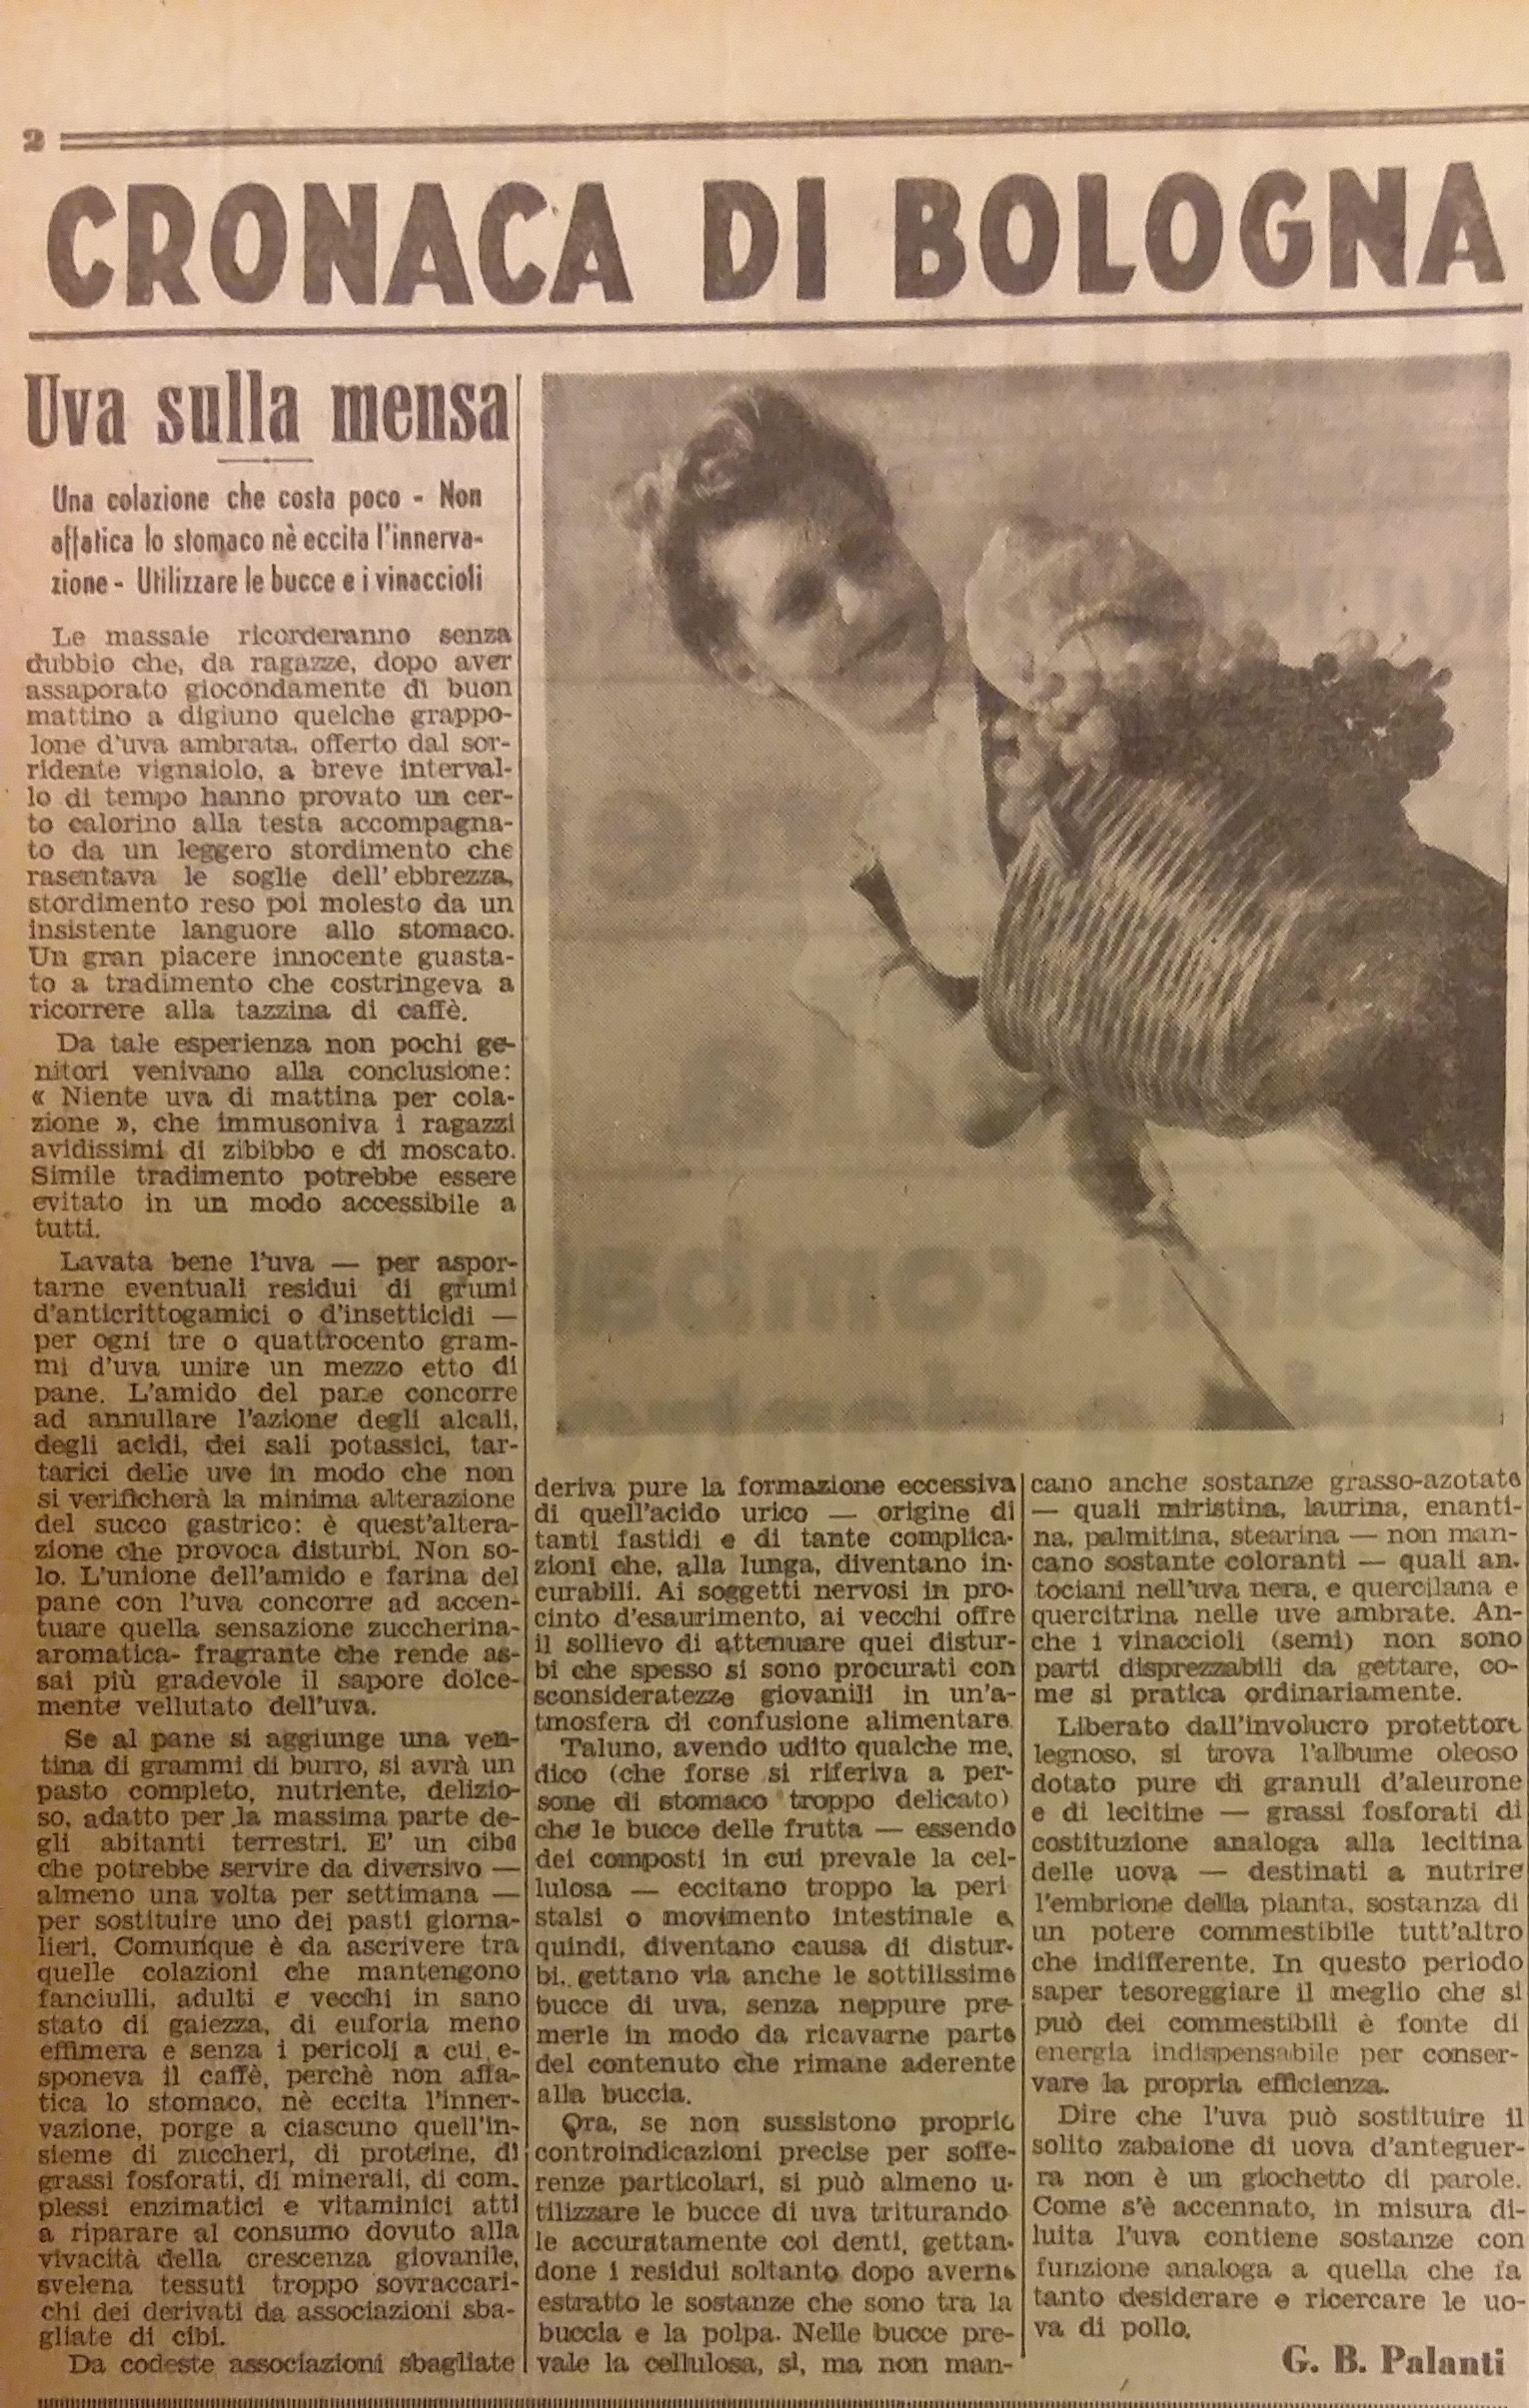 2
CRONACA DI BOLOGNA
Uva sulla mensa
Una colazione che costa poco - Non
affatica lo stomaco nè eccita l'innerva-
zione - Utilizzare le bucce e i vinaccioli
Le massaie ricorderanno senza
dubbio che, da ragazze, dopo aver
assaporato giocondamente di buon
mattino a digiuno quelche grappo-
lone d'uva ambrata, offerto dal sor-
ridente vignaiolo, a breve interval-
lo di tempo hanno provato un cer-
to calorino alla testa accompagna-
to da un leggero stordimento che
rasentava le soglie dell'ebbrezza,
stordimento reso poi molesto da un
insistente languore allo stomaco.
Un gran piacere innocente guasta-
to a tradimento che costringeva a
ricorrere alla tazzina di caffè.
Da tale esperienza non pochi ge-
nitori venivano alla conclusione:
« Niente uva di mattina per cola-
zione », che immusoniva i ragazzi
avidissimi di zibibbo e di moscato.
Simile tradimento potrebbe essere
evitato in un modo accessibile a
tutti.
Lavata bene l'uva — per aspor-
tarne eventuali residui di grumi
d'anticrittogamici o d'insetticidi —
per ogni tre o quattrocento gram-
mi d'uva unire un mezzo etto di
pane. L'amido del pane concorre
ad annullare l'azione degli alcali,
degli acidi, dei sali potassici, tar-
tarici delle uve in modo che non
si verificherà la minima alterazione
del succo gastrico: è quest'altera-
zione che provoca disturbi. Non so-
lo. L'unione dell'amido e farina del
pane con l'uva concorre ad accen-
tuare quella sensazione zuccherina-
aromatica- fragrante che rende as-
sai più gradevole il sapore dolce-
mente vellutato dell'uva.
Se al pane si aggiunge una ven-
tina di grammi di burro, si avrà un
pasto completo, nutriente, delizio-
so, adatto per la massima parte de-
gli abitanti terrestri. E' un cibo
che potrebbe servire da diversivo —
almeno una volta per settimana —
per sostituire uno dei pasti giorna-
lieri. Comunque è da ascrivere tra
quelle colazioni che mantengono
fanciulli, adulti e vecchi in sano
stato di gaiezza, di euforia meno
effimera e senza i pericoli a cui e-
sponeva il caffè, perchè non affa-
tica lo stomaco, nè eccita l'inner-
vazione, porge a ciascuno quell'in-
sieme di zuccheri, di proteine, di
grassi fosforati, di minerali, di com.
plessi enzimatici e vitaminici atti
a riparare al consumo dovuto alla
vivacità della crescenza giovanile,
svelena tessuti troppo sovraccari-
chi dei derivati da associazioni sba-
gliate di cibi.
Da codeste associazioni sbagliate
deriva pure la formazione eccessiva
di quell'acido urico — origine di
tanti fastidi e di tante complica-
zioni che, alla lunga, diventano in-
curabili. Ai soggetti nervosi in pro-
cinto d'esaurimento, ai vecchi offre
il sollievo di attenuare quei distur-
bi che spesso si sono procurati con
sconsideratezze giovanili in un'a-
tmosfera di confusione alimentare.
Taluno, avendo udito qualche me.
dico (che forse si riferiva a per-
sone di stomaco troppo delicato)
che le bucce delle frutta — essendo
dei composti in cui prevale la cel-
lulosa — eccitano troppo la peri
stalsi o movimento intestinale e
quindi, diventano causa di distur-
bi, gettano via anche le sottilissime
bucce di uva, senza neppure pre-
merle in modo da ricavarne parte
del contenuto che rimane aderente
alla buccia.
Ora, se non sussistono proprio
controindicazioni precise per soffe-
renze particolari, si può almeno u-
tilizzare le bucce di uva triturando
le accuratamente coi denti, gettan-
done i residui soltanto dopo averne
estratto le sostanze che sono tra la
buccia e la polpa. Nelle bucce pre-
vale la cellulosa, sì, ma non man-
cano anche sostanze grasso-azotate
— quali miristina, laurina, enanti-
na, palmitina, stearina — non man-
cano sostante coloranti — quali an-
tociani nell'uva nera, e quercilana e
quercitrina nelle uve ambrate. An-
che i vinaccioli (semi) non sono
parti disprezzabili da gettare, co-
me si pratica ordinariamente.
Liberato dall'involucro protettore
legnoso, si trova l'albume oleoso
dotato pure di granuli d'aleurone
e di lecitine — grassi fosforati di
costituzione analoga alla lecitina
delle uova — destinati a nutrire
l'embrione della pianta, sostanza di
un potere commestibile tutt'altro
che indifferente. In questo periodo
saper tesoreggiare il meglio che si
può dei commestibili è fonte di
energia indispensabile per conser-
vare la propria efficienza.
Dire che l'uva può sostituire il
solito zabaione di uova d'anteguer-
ra non è un giochetto di parole.
Come s'è accennato, in misura di-
luita l'uva contiene sostanze con
funzione analoga a quella che fa
tanto desiderare e ricercare le uo-
va di pollo.
G. B. Palanti